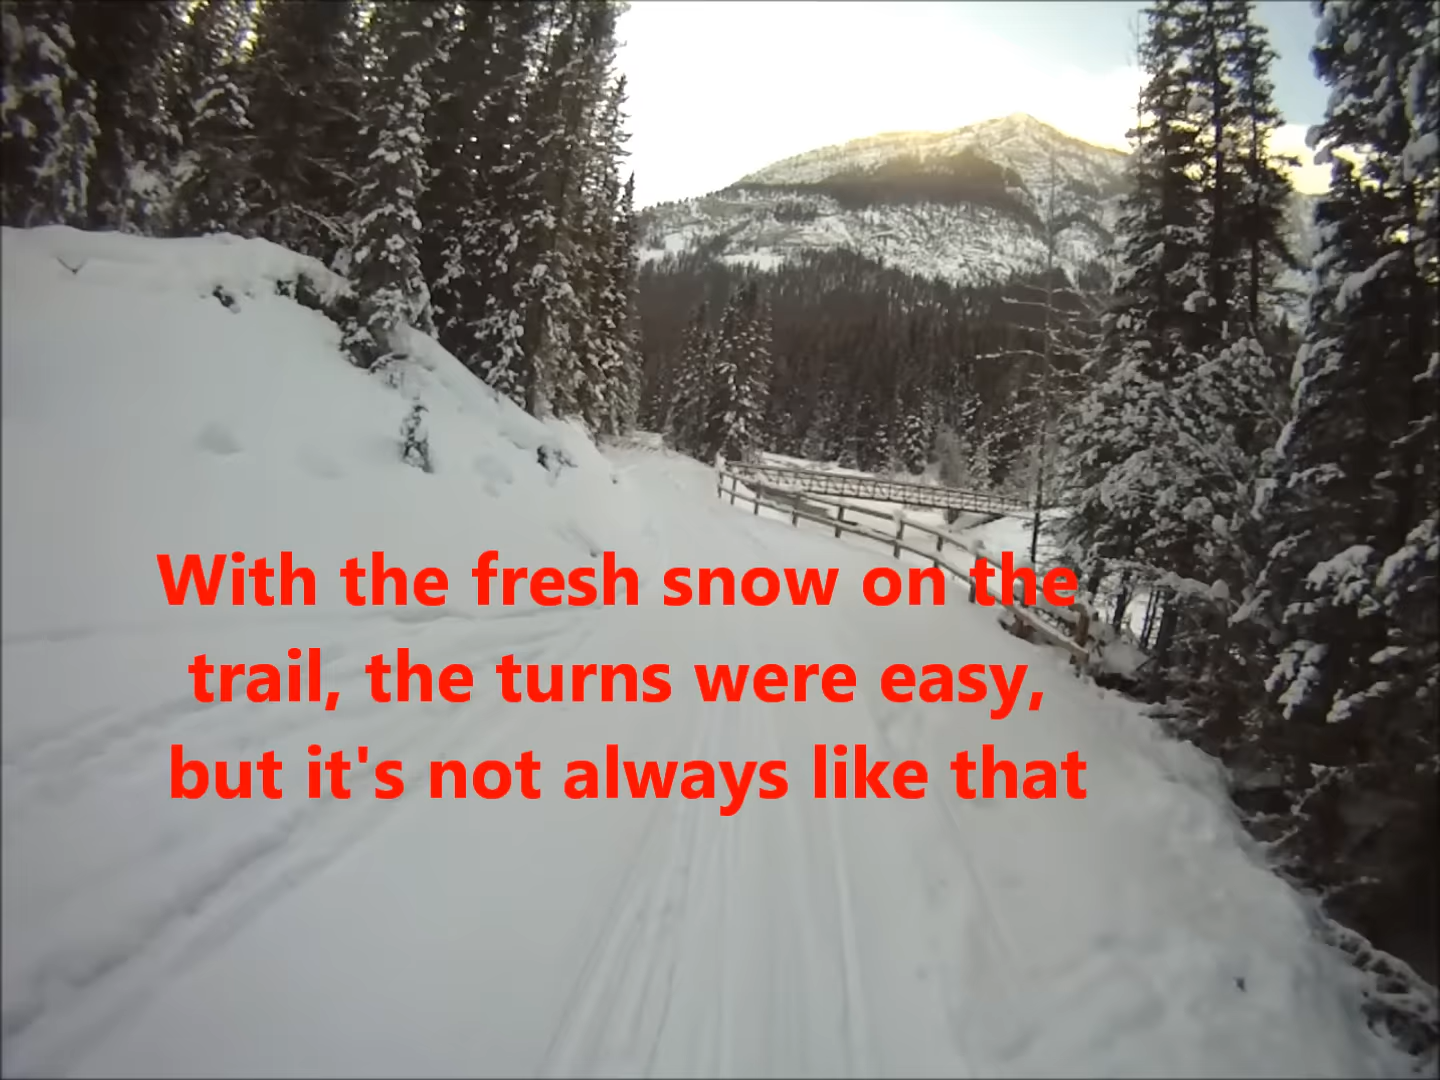 With the fresh snow on the
trail, the turns were easy,
but it's not always like that